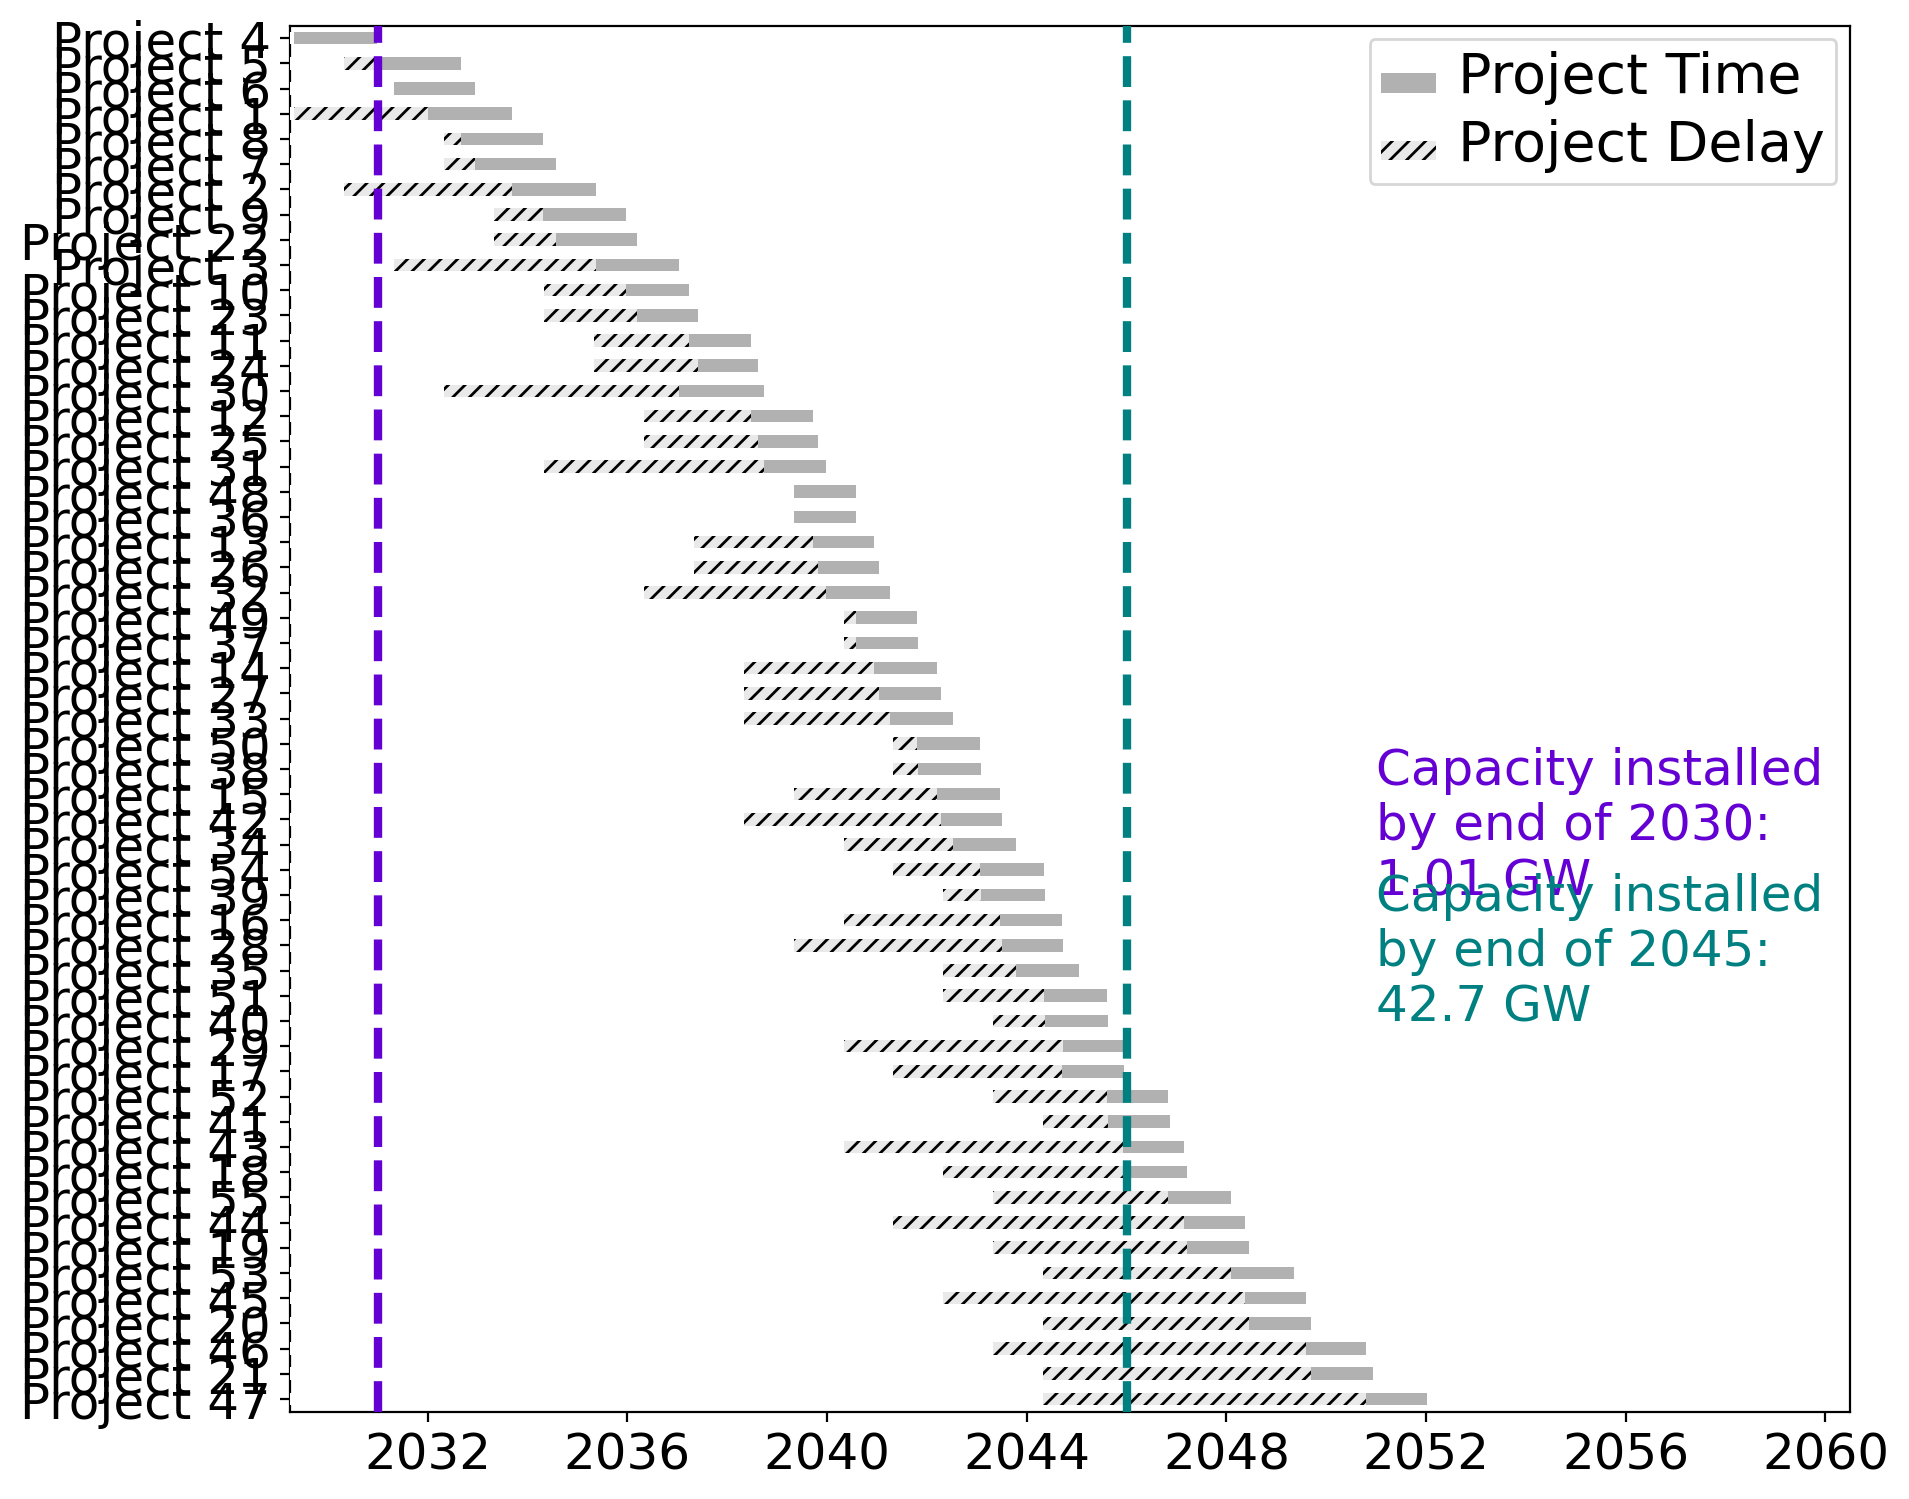 Project 4
Project 5
Project 6
Project 1
Project 8
Project 7
Project 2
Project 9
Project 22
Project 3
Project 10
Project 23
Project 11
Project 24
Project 30
Project 12
Project 25
Project 31
Project 48
Project 36
Project 13
Project 26
Project 32
Project 49
Project 37
Project 14
Project 27
Project 33
Project 50
Project 38
Project 15
Project 42
Project 34
Project 54
Project 39
Project 16
Project 28
Project 35
Project 51
Project 40
Project 29
Project 17
Project 52
Project 41
Project 43
Project 18
Project 55
Project 44
Project 19
Project 53
Project 45
Project 20
Project 46
Project 21
Project 47
Project Time
Project Delay
Capacity installed
by end of 2030:
1.01 GW
Capacity installed
by end of 2045:
42.7 GW
2032 2036 2040 2044 2048 2052 2056 2060